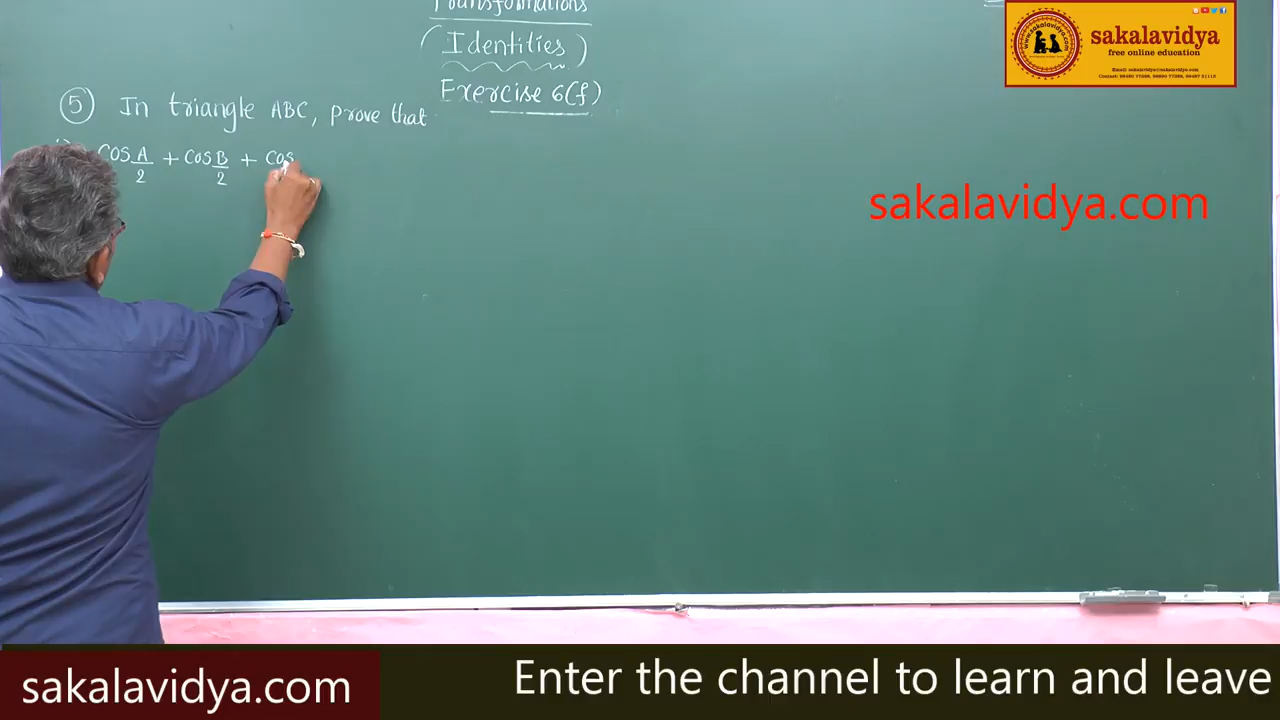 Transformations
(Identities)
Exercise 6(f)
⑤ In triangle ABC, prove that
cos A/2 + cos B/2 + cos
sakalavidya
free online education
sakalavidya.com
sakalavidya.com
Enter the channel to learn and leave